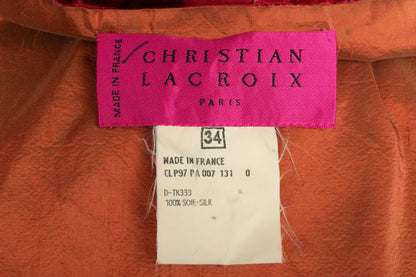 MADE IN FRANCE
CHRISTIAN
LACROIX
PARIS
34
MADE IN FRANCE
CLP97 PA 007 131 0
D-TK333
100% SOIE-SILK